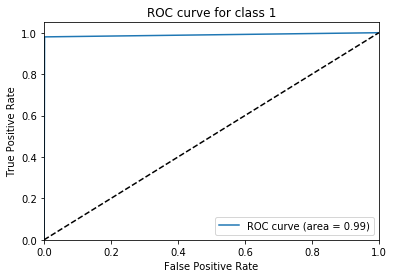 ROC curve for class 1
True Positive Rate
1.0
0.8
0.6
0.4
0.2
0.0
ROC curve (area = 0.99)
0.0 0.2 0.4 0.6 0.8 1.0
False Positive Rate